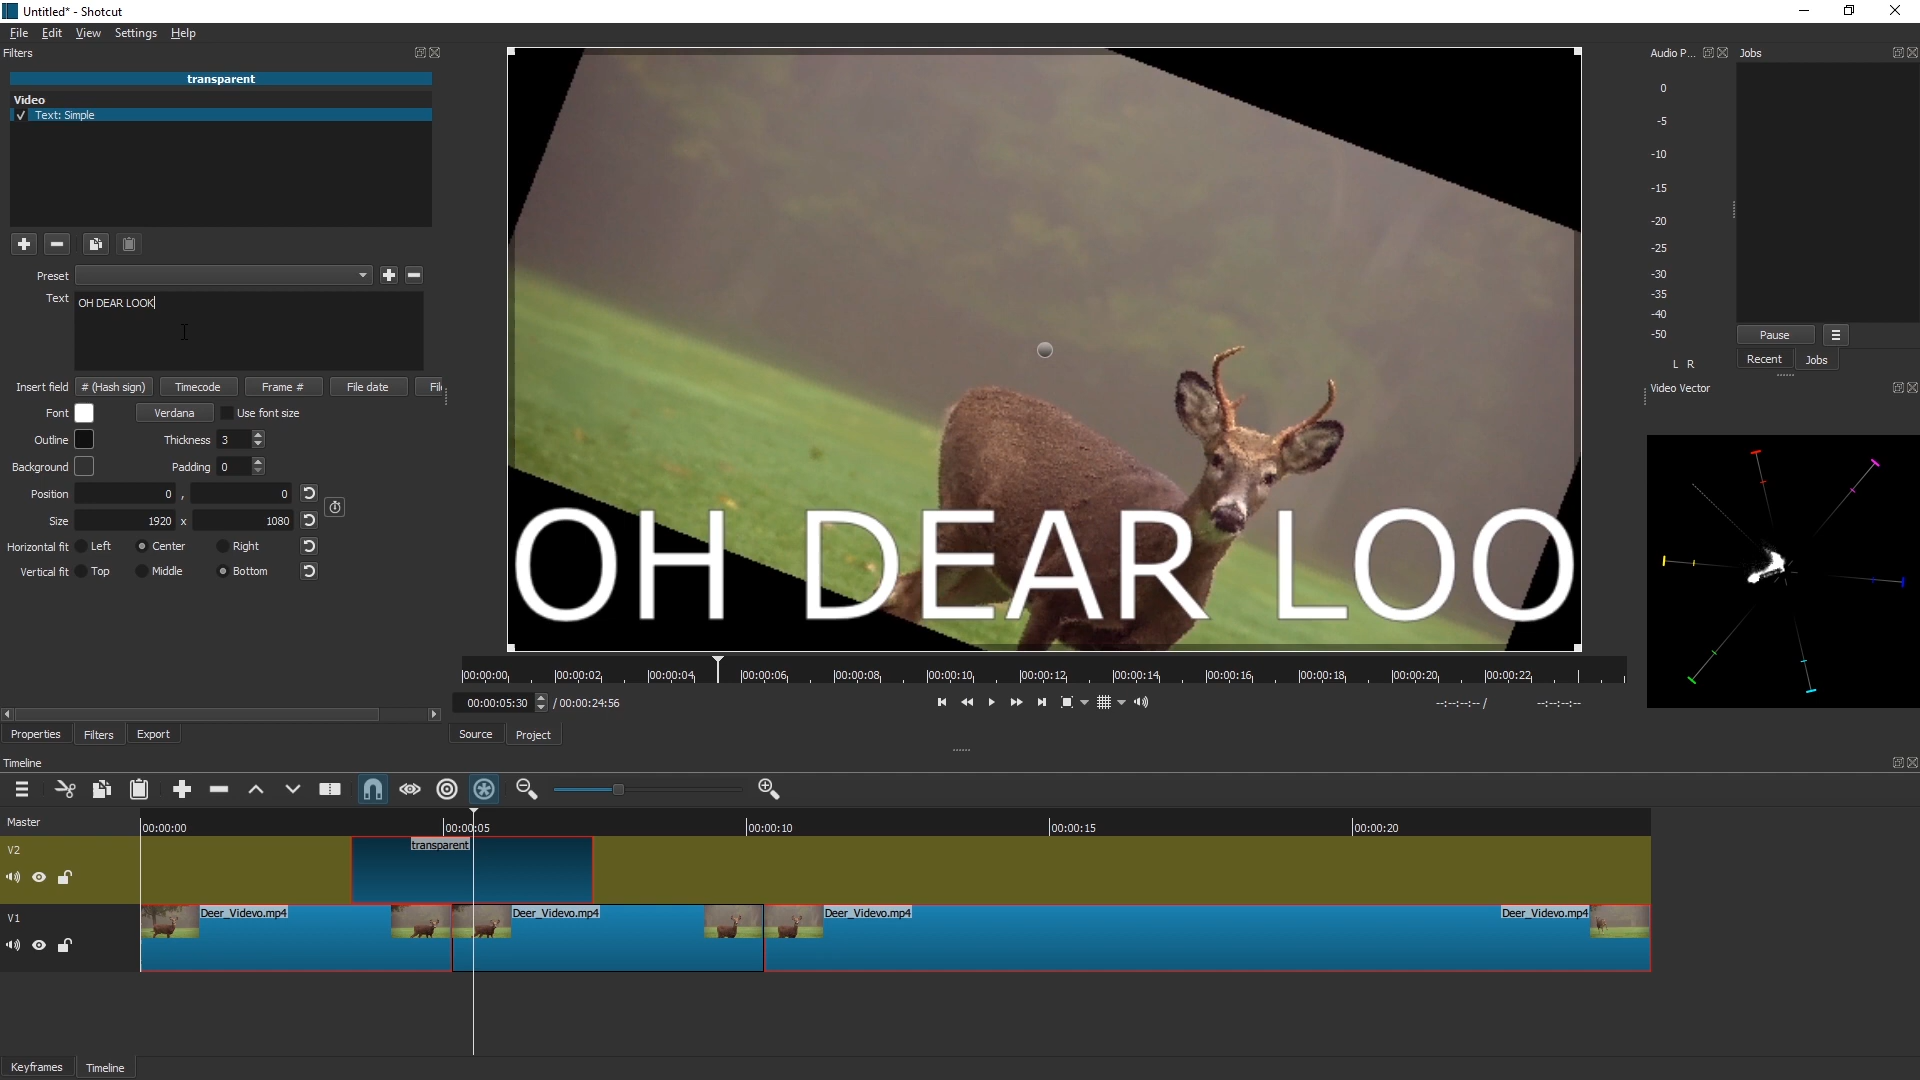 Untitled* - Shotcut
File Edit View Settings Help
Filters
transparent
Video
Text: Simple
Preset
Text
OH DEAR LOOK
Insert field # (Hash sign) Timecode Frame # File date
Font Verdana Use font size
Outline Thickness 3
Background Padding 0
Position 0 , 0
Size 1920 x 1080
Horizontal fit Left Center Right
Vertical fit Top Middle Bottom
Properties Filters Export
OH DEAR LOO
00:00:00 00:00:02 00:00:04 00:00:06 00:00:08 00:00:10 00:00:12 00:00:14 00:00:16 00:00:18 00:00:20 00:00:22
00:00:05:30 / 00:00:24:56 --:--:--:-- / --:--:--:--
Source Project
Audio P...
0
-5
-10
-15
-20
-25
-30
-35
-40
-50
L R
Jobs
Pause
Recent Jobs
Video Vector
Timeline
Master
00:00:00 00:00:05 00:00:10 00:00:15 00:00:20
V2
transparent
V1
Deer_Videvo.mp4 Deer_Videvo.mp4 Deer_Videvo.mp4 Deer_Videvo.mp4
Keyframes Timeline